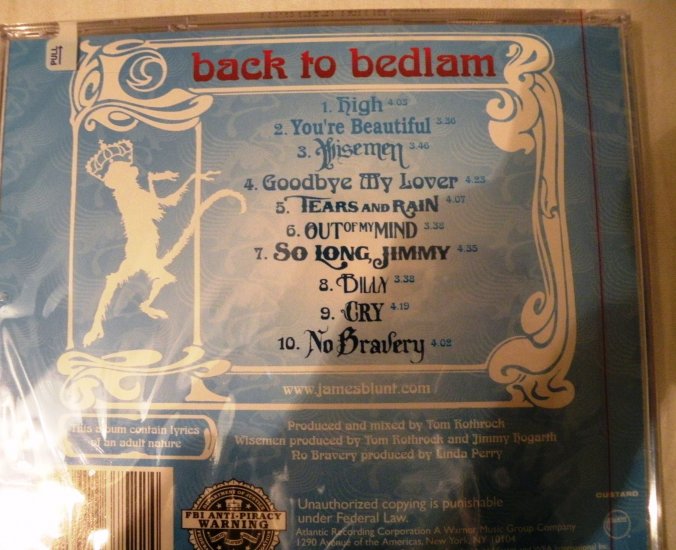 PULL
back to bedlam
1. High 4.03
2. You're Beautiful 3.36
3. Wisemen 3.46
4. Goodbye My Lover 4.23
5. TEARS AND RAIN 4.07
6. OUT OF MY MIND 3.38
7. SO LONG, JIMMY 4.35
8. BILLY 3.38
9. CRY 4.19
10. No Bravery 4.02
www.jamesblunt.com
This album contain lyrics
of an adult nature
Produced and mixed by Tom Rothrock
Wisemen produced by Tom Rothrock and Jimmy Hogarth
No Bravery produced by Linda Perry
CUSTARD
FBI ANTI-PIRACY
WARNING
Unauthorized copying is punishable
under Federal Law.
Atlantic Recording Corporation A Warner Music Group Company
1290 Avenue of the Americas, New York, NY 10104